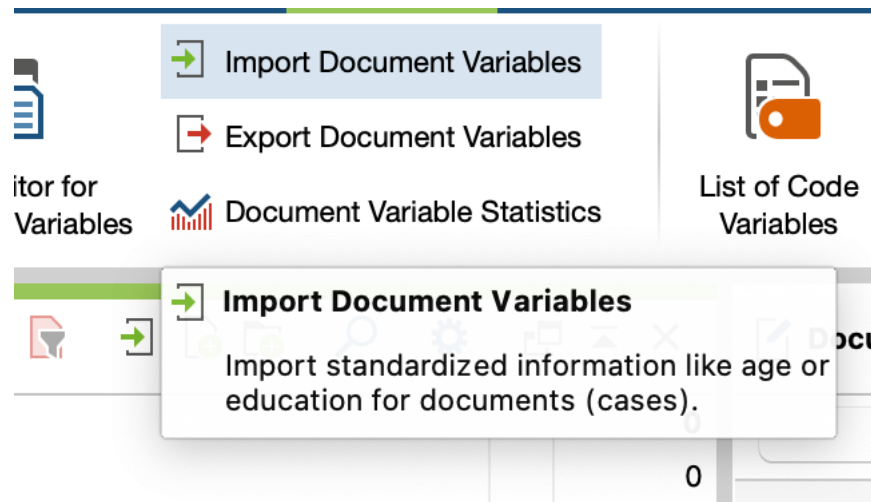 Import Document Variables
Export Document Variables
itor for
Variables
Document Variable Statistics
List of Code
Variables
Import Document Variables
Import standardized information like age or
education for documents (cases).
Docu
0
0